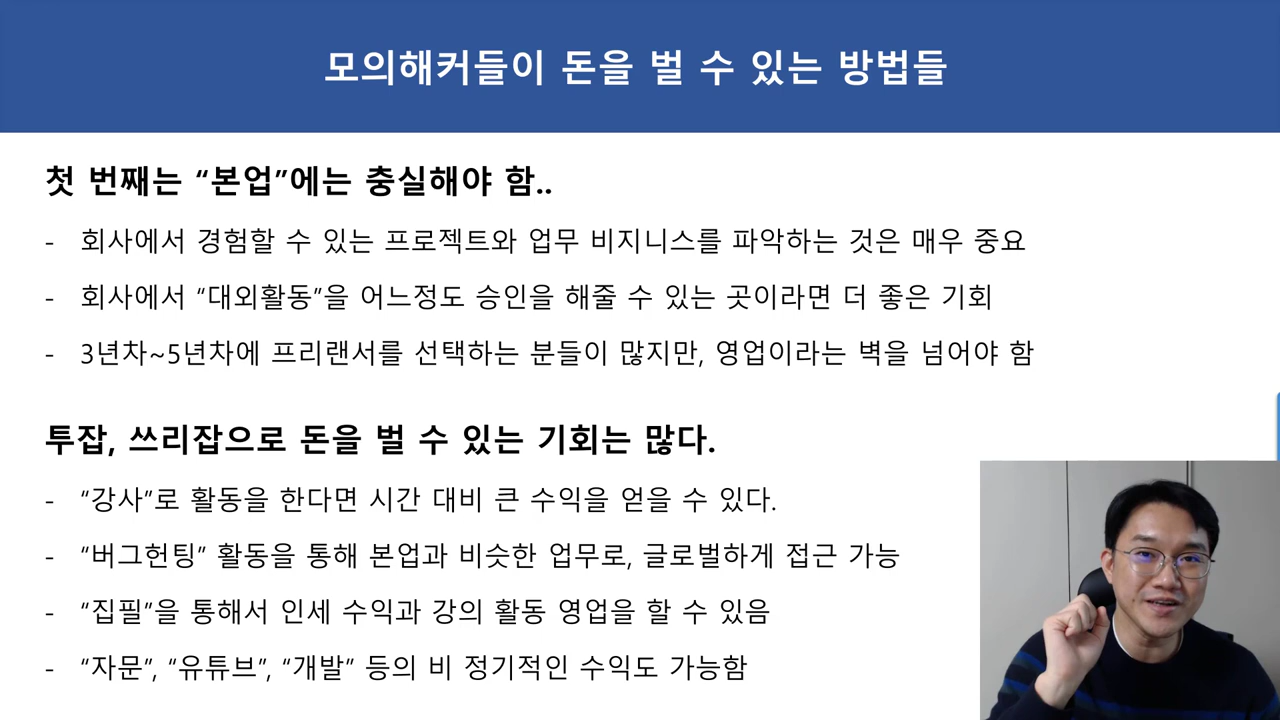 모의해커들이 돈을 벌 수 있는 방법들
첫 번째는 “본업”에는 충실해야 함..
- 회사에서 경험할 수 있는 프로젝트와 업무 비지니스를 파악하는 것은 매우 중요
- 회사에서 “대외활동”을 어느정도 승인을 해줄 수 있는 곳이라면 더 좋은 기회
- 3년차~5년차에 프리랜서를 선택하는 분들이 많지만, 영업이라는 벽을 넘어야 함
투잡, 쓰리잡으로 돈을 벌 수 있는 기회는 많다.
- “강사”로 활동을 한다면 시간 대비 큰 수익을 얻을 수 있다.
- “버그헌팅” 활동을 통해 본업과 비슷한 업무로, 글로벌하게 접근 가능
- “집필”을 통해서 인세 수익과 강의 활동 영업을 할 수 있음
- “자문”, “유튜브”, “개발” 등의 비 정기적인 수익도 가능함